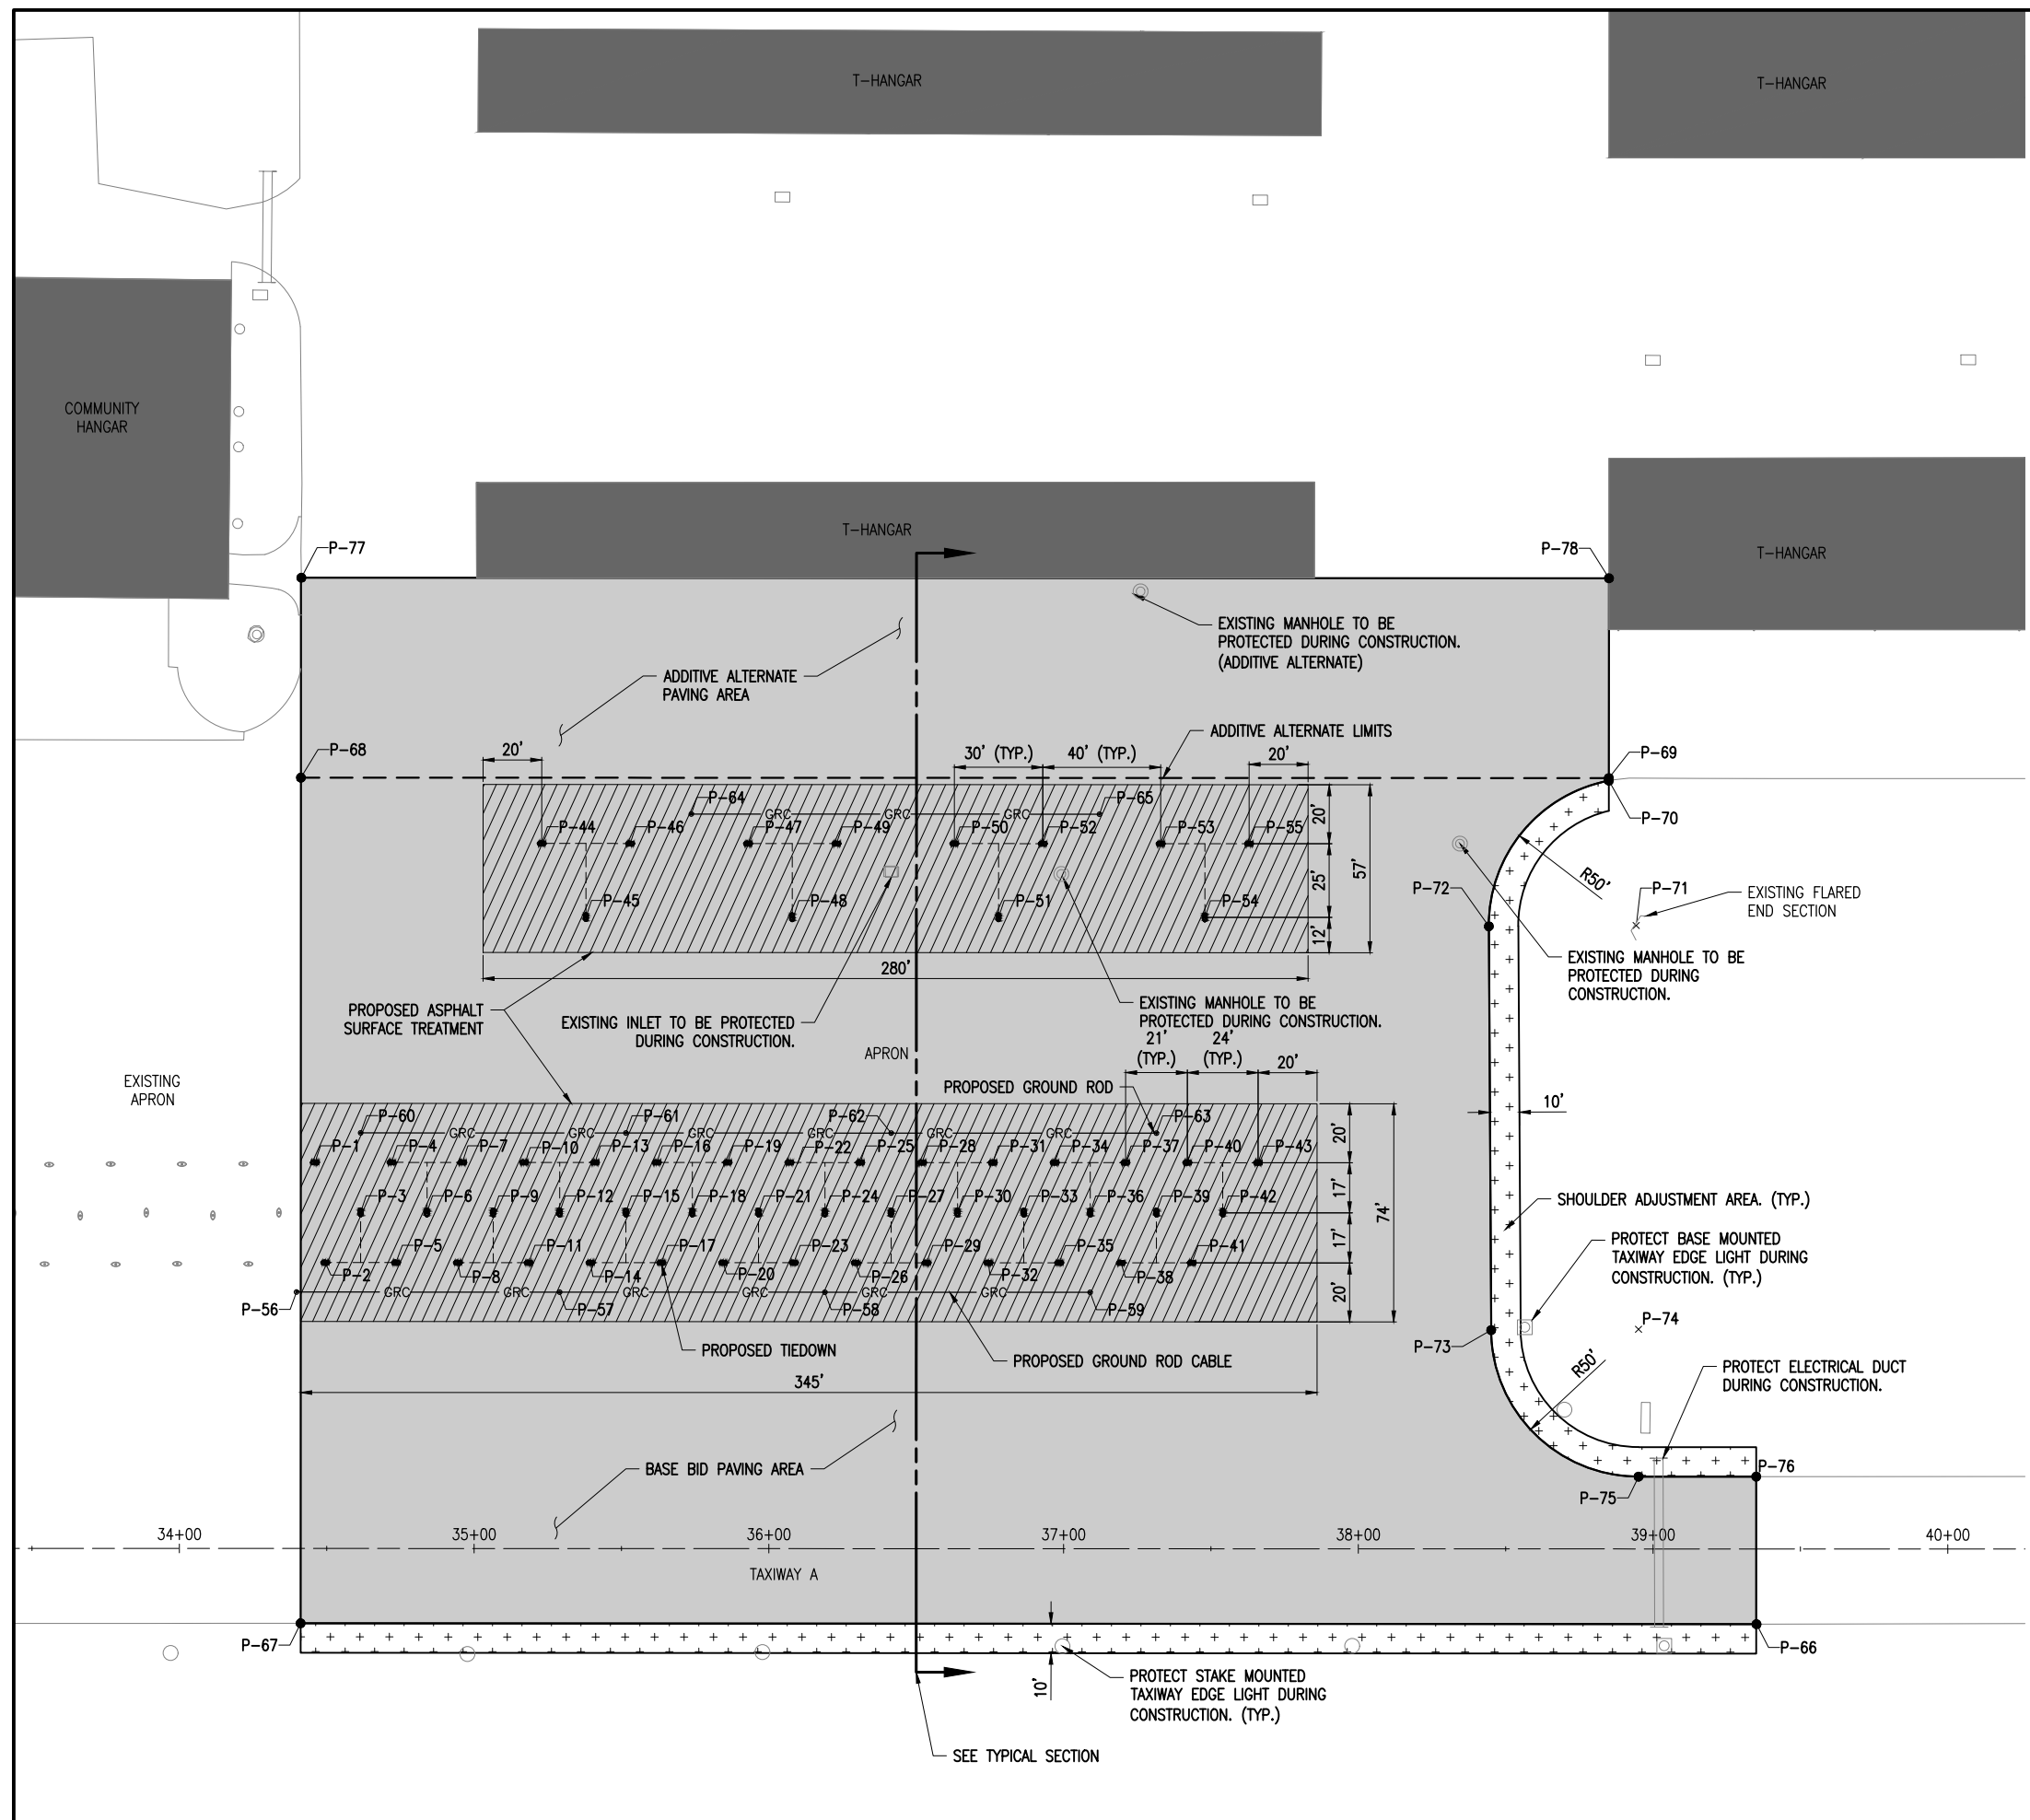 T-HANGAR
T-HANGAR
COMMUNITY
HANGAR
T-HANGAR
T-HANGAR
P-77
P-78
EXISTING MANHOLE TO BE
PROTECTED DURING CONSTRUCTION.
(ADDITIVE ALTERNATE)
ADDITIVE ALTERNATE
PAVING AREA
ADDITIVE ALTERNATE LIMITS
P-68
P-69
20'
30' (TYP.)
40' (TYP.)
20'
P-64
GRC
GRC
GRC
P-65
P-70
P-44
P-46
P-47
P-49
P-50
P-52
P-53
P-55
20'
25'
12'
57'
R50'
P-45
P-48
P-51
P-54
P-72
P-71
EXISTING FLARED
END SECTION
280'
EXISTING MANHOLE TO BE
PROTECTED DURING
CONSTRUCTION.
PROPOSED ASPHALT
SURFACE TREATMENT
EXISTING INLET TO BE PROTECTED
DURING CONSTRUCTION.
EXISTING MANHOLE TO BE
PROTECTED DURING CONSTRUCTION.
21'
(TYP.)
24'
(TYP.)
20'
APRON
EXISTING
APRON
PROPOSED GROUND ROD
10'
P-60
P-61
P-62
P-63
GRC
GRC
GRC
GRC
GRC
GRC
P-1
P-4
P-7
P-10
P-13
P-16
P-19
P-22
P-25
P-28
P-31
P-34
P-37
P-40
P-43
20'
17'
17'
20'
74'
P-3
P-6
P-9
P-12
P-15
P-18
P-21
P-24
P-27
P-30
P-33
P-36
P-39
P-42
SHOULDER ADJUSTMENT AREA. (TYP.)
PROTECT BASE MOUNTED
TAXIWAY EDGE LIGHT DURING
CONSTRUCTION. (TYP.)
P-2
P-5
P-8
P-11
P-14
P-17
P-20
P-23
P-26
P-29
P-32
P-35
P-38
P-41
P-56
GRC
GRC
GRC
GRC
GRC
GRC
P-57
P-58
P-59
P-73
P-74
PROPOSED TIEDOWN
PROPOSED GROUND ROD CABLE
R50'
PROTECT ELECTRICAL DUCT
DURING CONSTRUCTION.
345'
BASE BID PAVING AREA
P-75
P-76
34+00
35+00
36+00
37+00
38+00
39+00
40+00
TAXIWAY A
P-67
P-66
10'
PROTECT STAKE MOUNTED
TAXIWAY EDGE LIGHT DURING
CONSTRUCTION. (TYP.)
SEE TYPICAL SECTION